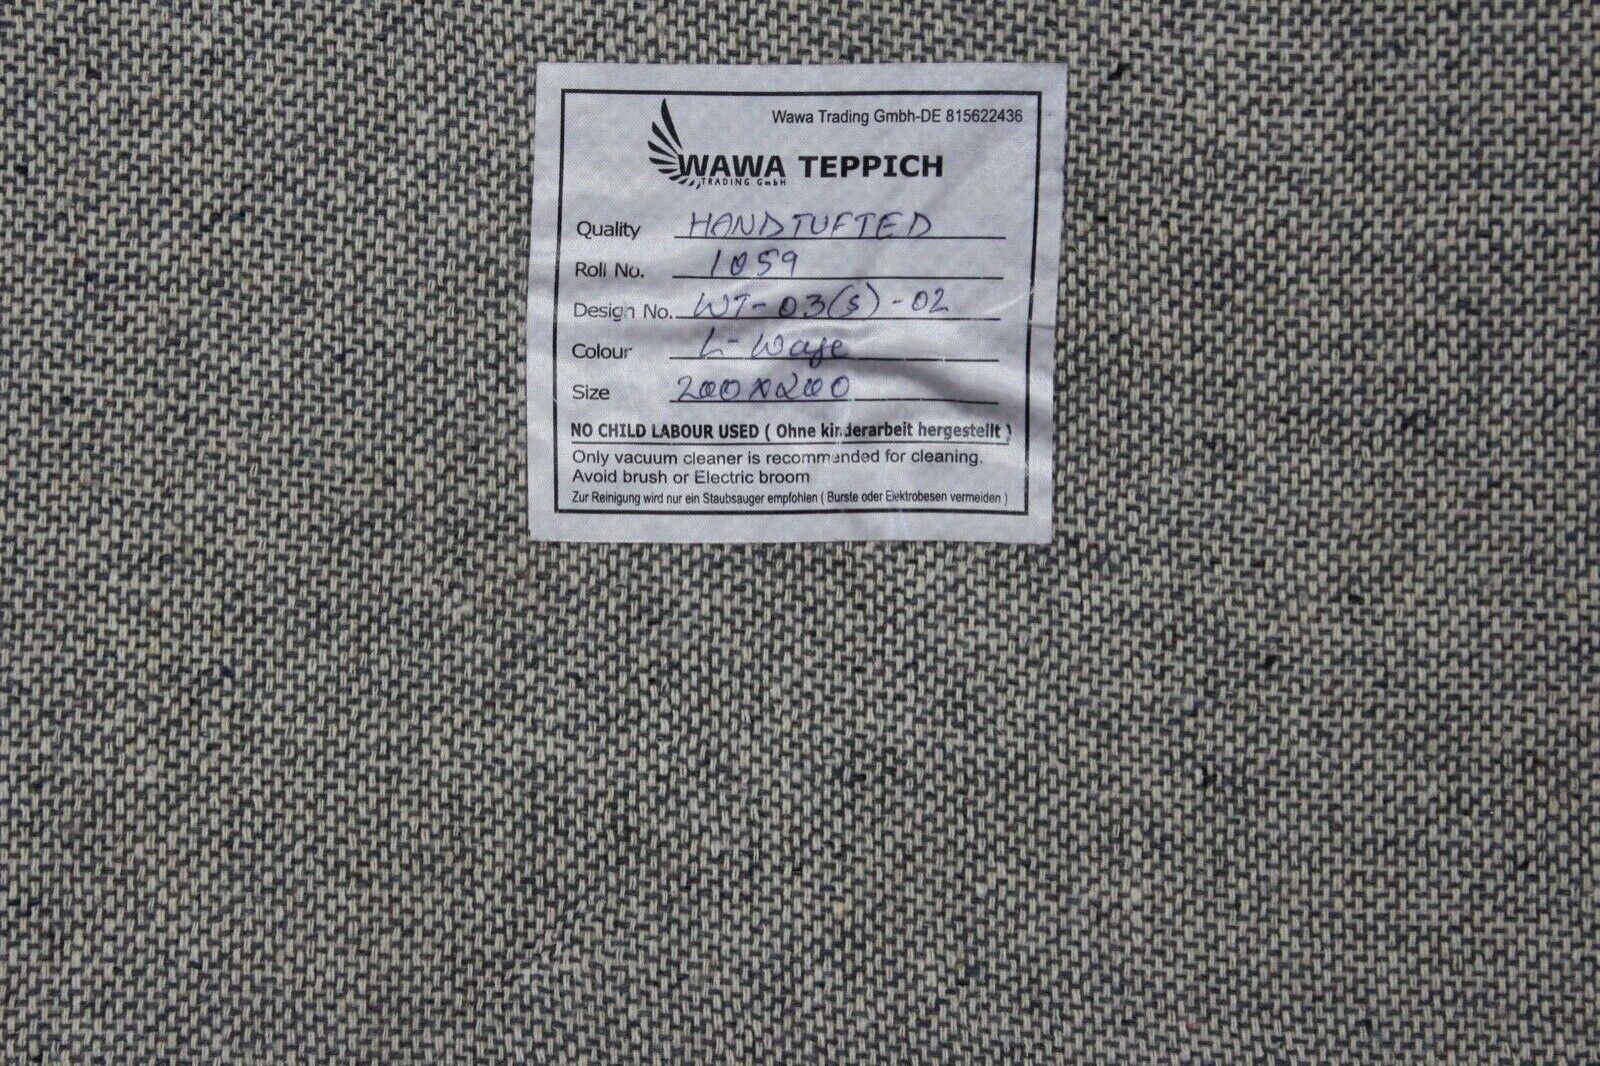 Wawa Trading Gmbh-DE 815622436
WAWA TEPPICH
TRADING GmbH
Quality HANDTUFTED
Roll No. 1059
Design No. WT-03(S)-02
Colour L-
Size 200x200
NO CHILD LABOUR USED ( Ohne kinderarbeit hergestellt )
Only vacuum cleaner is recommended for cleaning.
Avoid brush or Electric broom
Zur Reinigung wird nur ein Staubsauger empfohlen ( Burste oder Elektrobesen vermeiden )